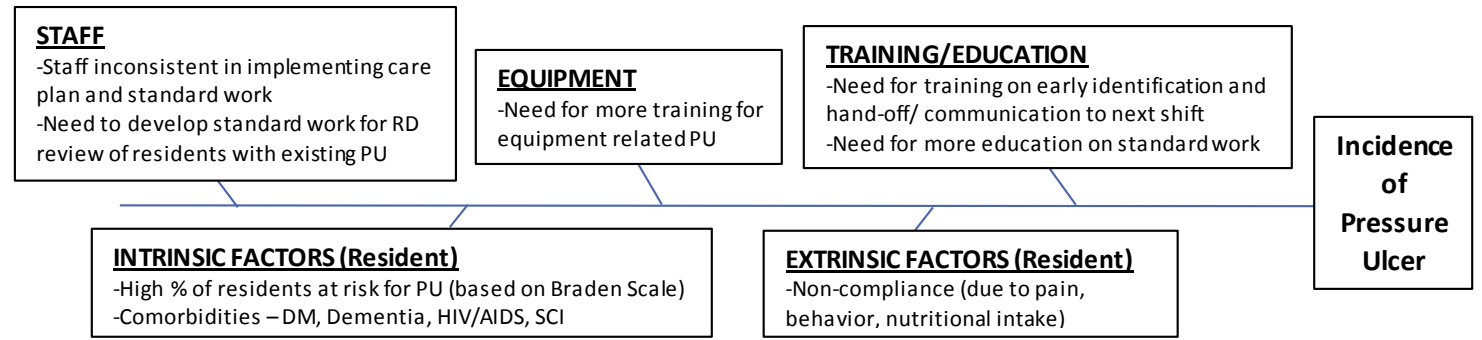 STAFF
-Staff inconsistent in implementing care
plan and standard work
-Need to develop standard work for RD
review of residents with existing PU
EQUIPMENT
-Need for more training for
equipment related PU
TRAINING/EDUCATION
-Need for training on early identification and
hand-off/ communication to next shift
-Need for more education on standard work
Incidence
of
Pressure
Ulcer
INTRINSIC FACTORS (Resident)
-High % of residents at risk for PU (based on Braden Scale)
-Comorbidities – DM, Dementia, HIV/AIDS, SCI
EXTRINSIC FACTORS (Resident)
-Non-compliance (due to pain,
behavior, nutritional intake)